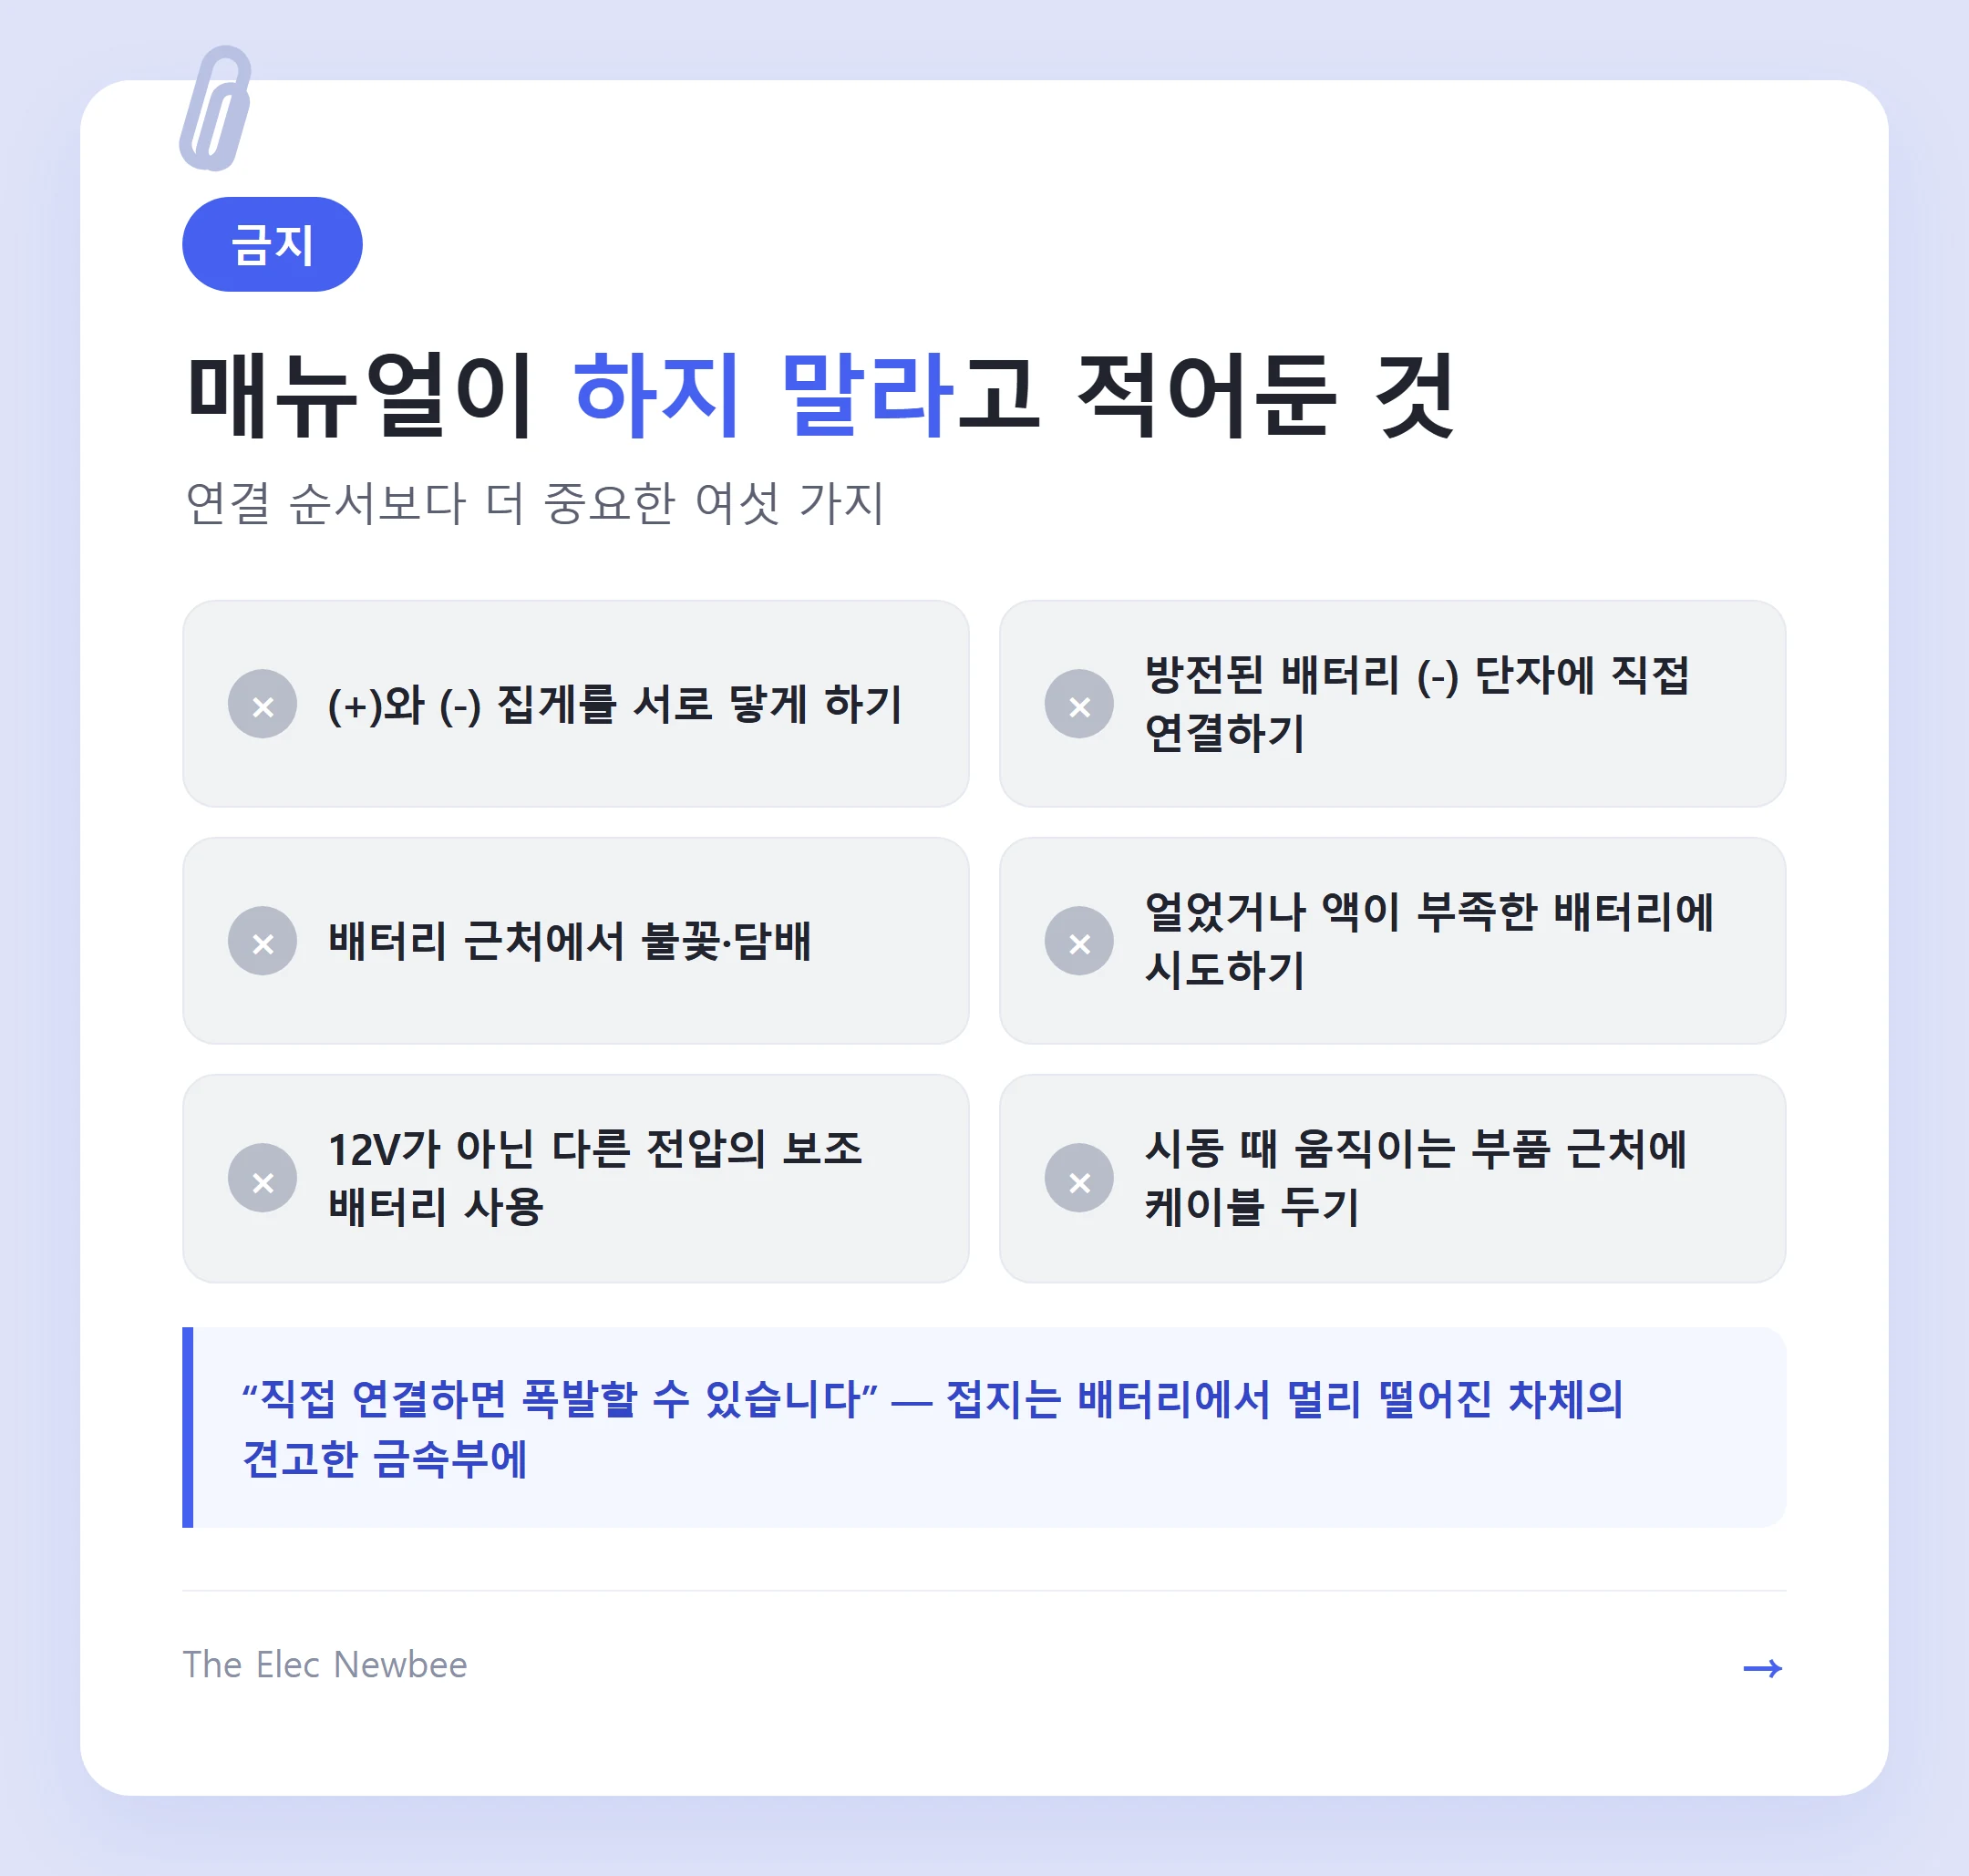 금지
매뉴얼이 하지 말라고 적어둔 것
연결 순서보다 더 중요한 여섯 가지
× (+)와 (-) 집게를 서로 닿게 하기
× 방전된 배터리 (-) 단자에 직접
연결하기
× 배터리 근처에서 불꽃·담배
× 얼었거나 액이 부족한 배터리에
시도하기
× 12V가 아닌 다른 전압의 보조
배터리 사용
× 시동 때 움직이는 부품 근처에
케이블 두기
“직접 연결하면 폭발할 수 있습니다” — 접지는 배터리에서 멀리 떨어진 차체의
견고한 금속부에
The Elec Newbee →